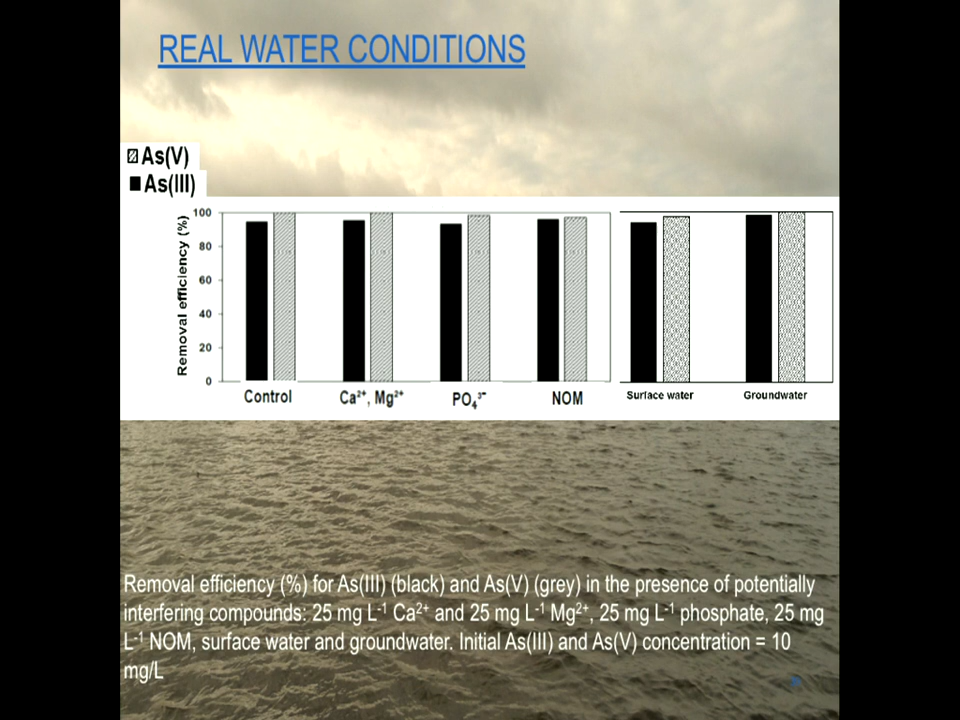 REAL WATER CONDITIONS
As(V)
As(III)
Removal efficiency (%)
100
80
60
40
20
0
Control Ca²⁺, Mg²⁺ PO₄³⁻ NOM Surface water Groundwater
Removal efficiency (%) for As(III) (black) and As(V) (grey) in the presence of potentially
interfering compounds: 25 mg L⁻¹ Ca²⁺ and 25 mg L⁻¹ Mg²⁺, 25 mg L⁻¹ phosphate, 25 mg
L⁻¹ NOM, surface water and groundwater. Initial As(III) and As(V) concentration = 10
mg/L